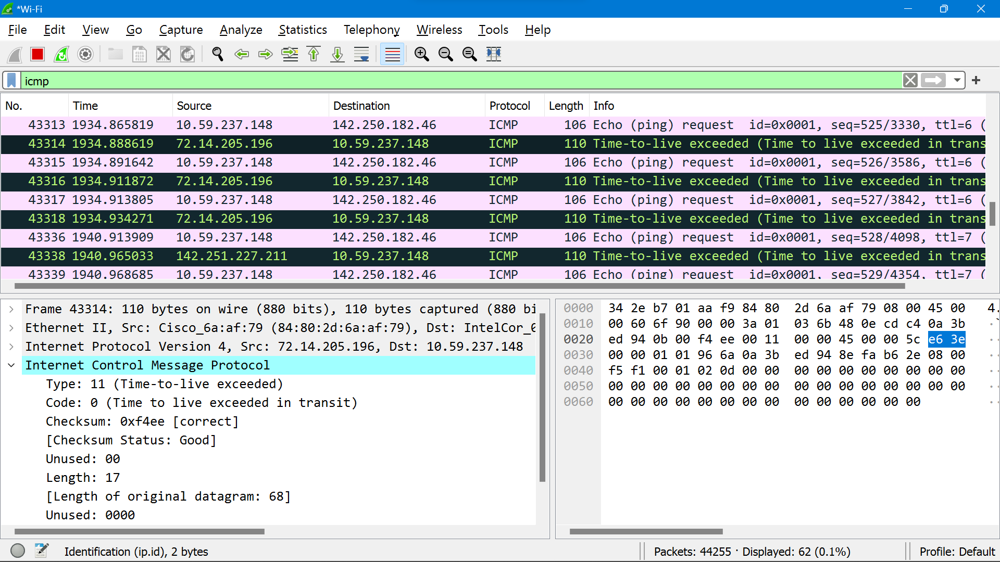 *Wi-Fi
File Edit View Go Capture Analyze Statistics Telephony Wireless Tools Help
icmp
No. Time Source Destination Protocol Length Info
43313 1934.865819 10.59.237.148 142.250.182.46 ICMP 106 Echo (ping) request id=0x0001, seq=525/3330, ttl=6 (
43314 1934.888619 72.14.205.196 10.59.237.148 ICMP 110 Time-to-live exceeded (Time to live exceeded in trans
43315 1934.891642 10.59.237.148 142.250.182.46 ICMP 106 Echo (ping) request id=0x0001, seq=526/3586, ttl=6 (
43316 1934.911872 72.14.205.196 10.59.237.148 ICMP 110 Time-to-live exceeded (Time to live exceeded in trans
43317 1934.913805 10.59.237.148 142.250.182.46 ICMP 106 Echo (ping) request id=0x0001, seq=527/3842, ttl=6 (
43318 1934.934271 72.14.205.196 10.59.237.148 ICMP 110 Time-to-live exceeded (Time to live exceeded in trans
43336 1940.913909 10.59.237.148 142.250.182.46 ICMP 106 Echo (ping) request id=0x0001, seq=528/4098, ttl=7 (
43338 1940.965033 142.251.227.211 10.59.237.148 ICMP 110 Time-to-live exceeded (Time to live exceeded in trans
43339 1940.968685 10.59.237.148 142.250.182.46 ICMP 106 Echo (ping) request id=0x0001, seq=529/4354, ttl=7 (
Frame 43314: 110 bytes on wire (880 bits), 110 bytes captured (880 bi
Ethernet II, Src: Cisco_6a:af:79 (84:80:2d:6a:af:79), Dst: IntelCor_0
Internet Protocol Version 4, Src: 72.14.205.196, Dst: 10.59.237.148
Internet Control Message Protocol
Type: 11 (Time-to-live exceeded)
Code: 0 (Time to live exceeded in transit)
Checksum: 0xf4ee [correct]
[Checksum Status: Good]
Unused: 00
Length: 17
[Length of original datagram: 68]
Unused: 0000
0000 34 2e b7 01 aa f9 84 80 2d 6a af 79 08 00 45 00 4.
0010 00 60 6f 90 00 00 3a 01 03 6b 48 0e cd c4 0a 3b ·`
0020 ed 94 0b 00 f4 ee 00 11 00 00 45 00 00 5c e6 3e ··
0030 00 00 01 01 96 6a 0a 3b ed 94 8e fa b6 2e 08 00 ··
0040 f5 f1 00 01 02 0d 00 00 00 00 00 00 00 00 00 00 ··
0050 00 00 00 00 00 00 00 00 00 00 00 00 00 00 00 00 ··
0060 00 00 00 00 00 00 00 00 00 00 00 00 00 00 ··
Identification (ip.id), 2 bytes
Packets: 44255 · Displayed: 62 (0.1%)
Profile: Default